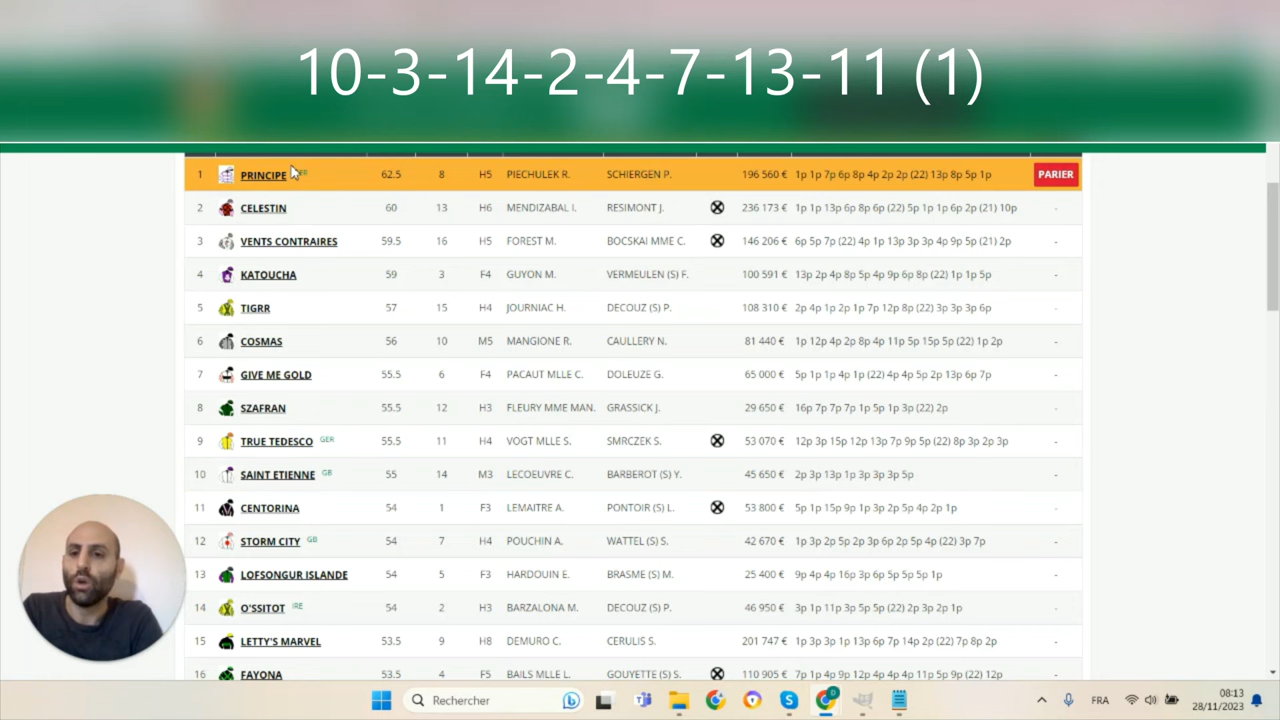 10-3-14-2-4-7-13-11 (1)
1 PRINCIPE 62.5 8 H5 PIECHULEK R. SCHIERGEN P. 196 560 € 1p 1p 7p 6p 8p 4p 2p 2p (22) 13p 8p 5p 1p PARIER
2 CELESTIN 60 13 H6 MENDIZABAL I. RESIMONT J. 236 173 € 1p 1p 13p 6p 8p 6p (22) 5p 1p 1p 6p 2p (21) 10p -
3 VENTS CONTRAIRES 59.5 16 H5 FOREST M. BOCSKAI MME C. 146 206 € 6p 5p 7p (22) 4p 1p 13p 3p 3p 4p 9p 5p (21) 2p -
4 KATOUCHA 59 3 F4 GUYON M. VERMEULEN (S) F. 100 591 € 13p 2p 4p 8p 5p 4p 9p 6p 8p (22) 1p 1p 5p -
5 TIGRR 57 15 H4 JOURNIAC H. DECOUZ (S) P. 108 310 € 2p 4p 1p 2p 1p 7p 12p 8p (22) 3p 3p 3p 6p -
6 COSMAS 56 10 M5 MANGIONE R. CAULLERY N. 81 440 € 1p 12p 4p 2p 8p 4p 11p 5p 15p 5p (22) 1p 2p -
7 GIVE ME GOLD 55.5 6 F4 PACAUT MLLE C. DOLEUZE G. 65 000 € 5p 1p 1p 4p 1p (22) 4p 4p 5p 2p 13p 6p 7p -
8 SZAFRAN 55.5 12 H3 FLEURY MME MAN. GRASSICK J. 29 650 € 16p 7p 7p 7p 1p 5p 1p 3p (22) 2p -
9 TRUE TEDESCO GER 55.5 11 H4 VOGT MLLE S. SMRCZEK S. 53 070 € 12p 3p 15p 12p 13p 7p 9p 5p (22) 8p 3p 2p 3p -
10 SAINT ETIENNE GB 55 14 M3 LECOEUVRE C. BARBEROT (S) Y. 45 650 € 2p 3p 13p 1p 3p 3p 3p 5p -
11 CENTORINA 54 1 F3 LEMAITRE A. PONTOIR (S) L. 53 800 € 5p 1p 15p 9p 1p 3p 2p 5p 4p 2p 1p -
12 STORM CITY GB 54 7 H4 POUCHIN A. WATTEL (S) S. 42 670 € 1p 3p 2p 5p 2p 3p 6p 2p 5p 4p (22) 3p 7p -
13 LOFSONGUR ISLANDE 54 5 F3 HARDOUIN E. BRASME (S) M. 25 400 € 9p 4p 4p 16p 3p 6p 5p 5p 5p 1p -
14 O'SSITOT IRE 54 2 H3 BARZALONA M. DECOUZ (S) P. 46 950 € 3p 1p 11p 3p 5p 5p (22) 2p 3p 2p 1p -
15 LETTY'S MARVEL 53.5 9 H8 DEMURO C. CERULIS S. 201 747 € 1p 3p 3p 1p 13p 6p 7p 14p 2p (22) 7p 8p 2p -
16 FAYONA 53.5 4 F5 BAILS MLLE L. GOUYETTE (S) S. 110 905 € 7p 1p 4p 9p 12p 4p 4p 4p 11p 5p 9p (22) 12p -
Rechercher FRA 08:13
28/11/2023